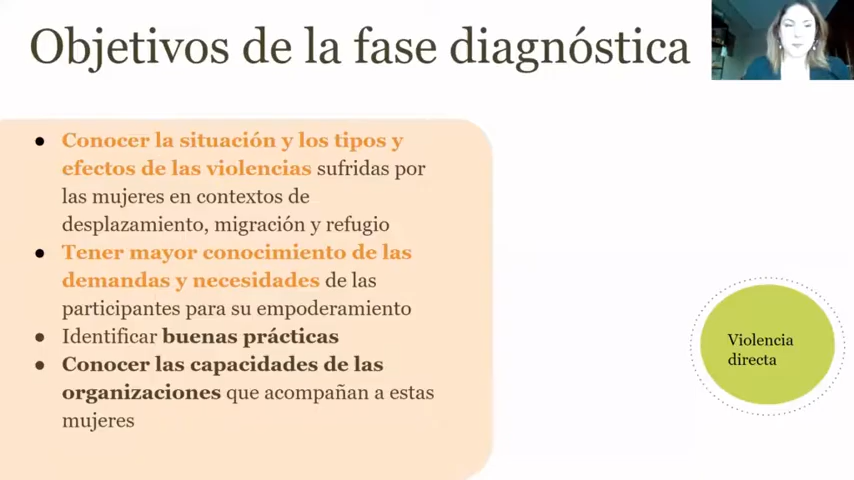 Objetivos de la fase diagnóstica
● Conocer la situación y los tipos y
efectos de las violencias sufridas por
las mujeres en contextos de
desplazamiento, migración y refugio
● Tener mayor conocimiento de las
demandas y necesidades de las
participantes para su empoderamiento
● Identificar buenas prácticas
● Conocer las capacidades de las
organizaciones que acompañan a estas
mujeres
Violencia
directa